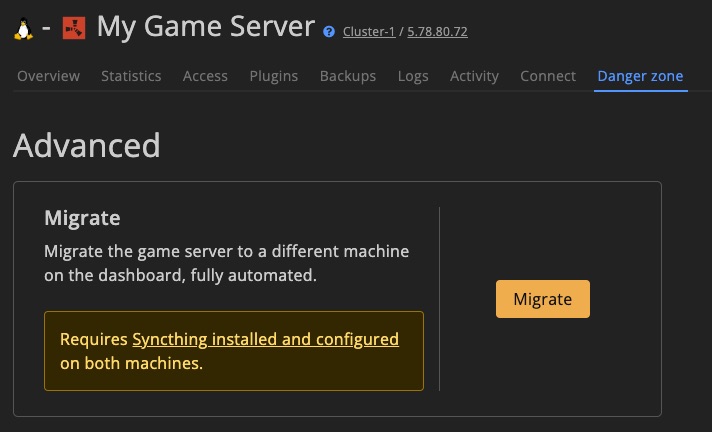 - My Game Server ? Cluster-1 / 5.78.80.72
Overview Statistics Access Plugins Backups Logs Activity Connect Danger zone
Advanced
Migrate
Migrate the game server to a different machine
on the dashboard, fully automated.
Migrate
Requires Syncthing installed and configured
on both machines.